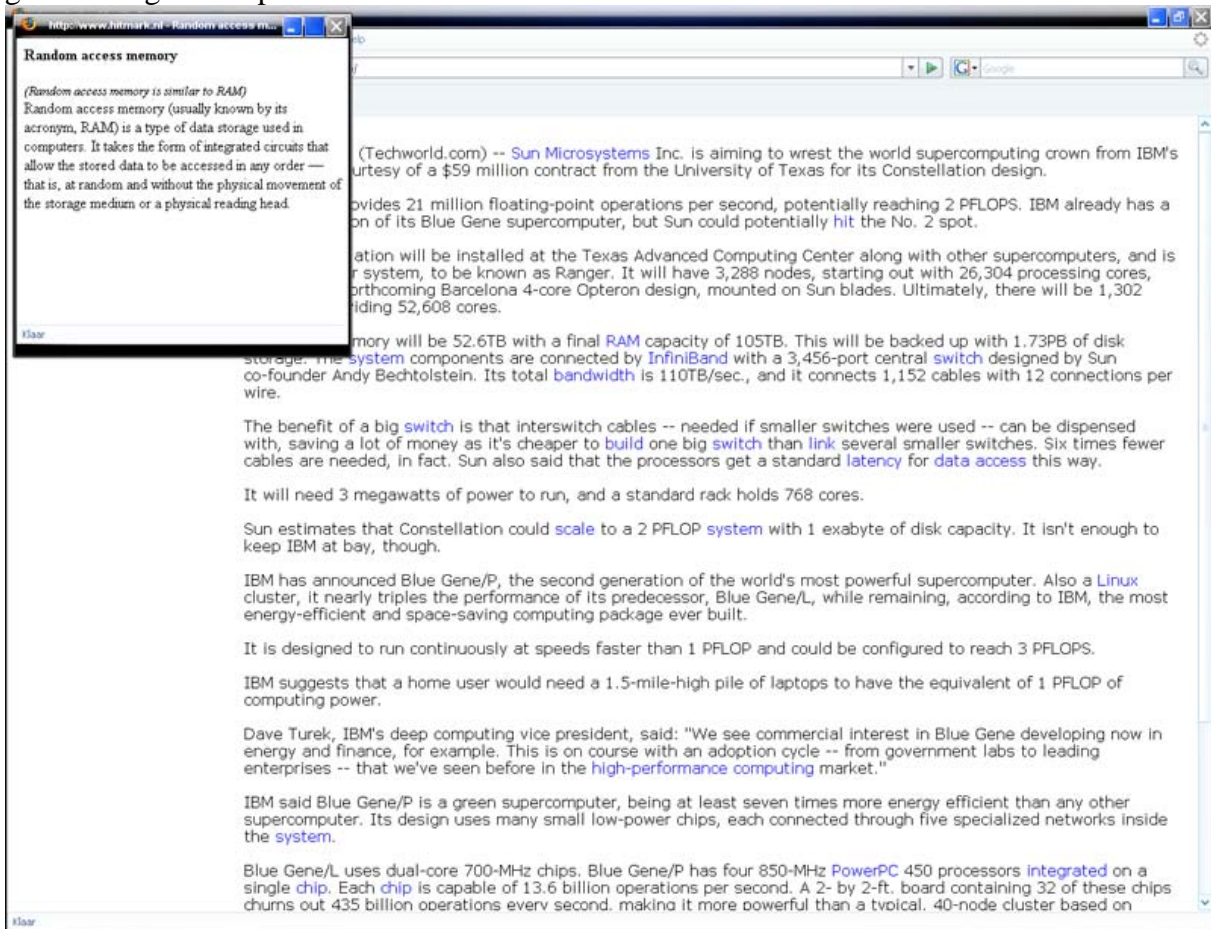 http://www.hitmark.nl - Random access m...
Random access memory
(Random access memory is similar to RAM)
Random access memory (usually known by its
acronym, RAM) is a type of data storage used in
computers. It takes the form of integrated circuits that
allow the stored data to be accessed in any order —
that is, at random and without the physical movement of
the storage medium or a physical reading head.
Klaar
Google
(Techworld.com) -- Sun Microsystems Inc. is aiming to wrest the world supercomputing crown from IBM's
urtesy of a $59 million contract from the University of Texas for its Constellation design.
ovides 21 million floating-point operations per second, potentially reaching 2 PFLOPS. IBM already has a
on of its Blue Gene supercomputer, but Sun could potentially hit the No. 2 spot.
ation will be installed at the Texas Advanced Computing Center along with other supercomputers, and is
r system, to be known as Ranger. It will have 3,288 nodes, starting out with 26,304 processing cores,
orthcoming Barcelona 4-core Opteron design, mounted on Sun blades. Ultimately, there will be 1,302
iding 52,608 cores.
mory will be 52.6TB with a final RAM capacity of 105TB. This will be backed up with 1.73PB of disk
storage. The system components are connected by InfiniBand with a 3,456-port central switch designed by Sun
co-founder Andy Bechtolstein. Its total bandwidth is 110TB/sec., and it connects 1,152 cables with 12 connections per
wire.
The benefit of a big switch is that interswitch cables -- needed if smaller switches were used -- can be dispensed
with, saving a lot of money as it's cheaper to build one big switch than link several smaller switches. Six times fewer
cables are needed, in fact. Sun also said that the processors get a standard latency for data access this way.
It will need 3 megawatts of power to run, and a standard rack holds 768 cores.
Sun estimates that Constellation could scale to a 2 PFLOP system with 1 exabyte of disk capacity. It isn't enough to
keep IBM at bay, though.
IBM has announced Blue Gene/P, the second generation of the world's most powerful supercomputer. Also a Linux
cluster, it nearly triples the performance of its predecessor, Blue Gene/L, while remaining, according to IBM, the most
energy-efficient and space-saving computing package ever built.
It is designed to run continuously at speeds faster than 1 PFLOP and could be configured to reach 3 PFLOPS.
IBM suggests that a home user would need a 1.5-mile-high pile of laptops to have the equivalent of 1 PFLOP of
computing power.
Dave Turek, IBM's deep computing vice president, said: "We see commercial interest in Blue Gene developing now in
energy and finance, for example. This is on course with an adoption cycle -- from government labs to leading
enterprises -- that we've seen before in the high-performance computing market."
IBM said Blue Gene/P is a green supercomputer, being at least seven times more energy efficient than any other
supercomputer. Its design uses many small low-power chips, each connected through five specialized networks inside
the system.
Blue Gene/L uses dual-core 700-MHz chips. Blue Gene/P has four 850-MHz PowerPC 450 processors integrated on a
single chip. Each chip is capable of 13.6 billion operations per second. A 2- by 2-ft. board containing 32 of these chips
churns out 435 billion operations every second, making it more powerful than a typical, 40-node cluster based on
Klaar